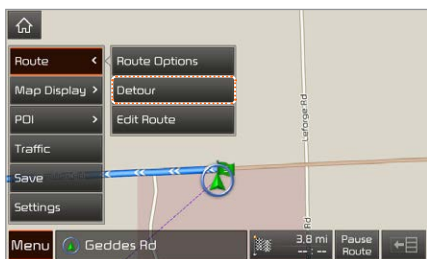 Route <
Route Options
Map Display >
Detour
POI >
Edit Route
Traffic
Save
Settings
Leforge Rd
Rd
Menu
Geddes Rd
3.8 mi
-- : --
Pause
Route